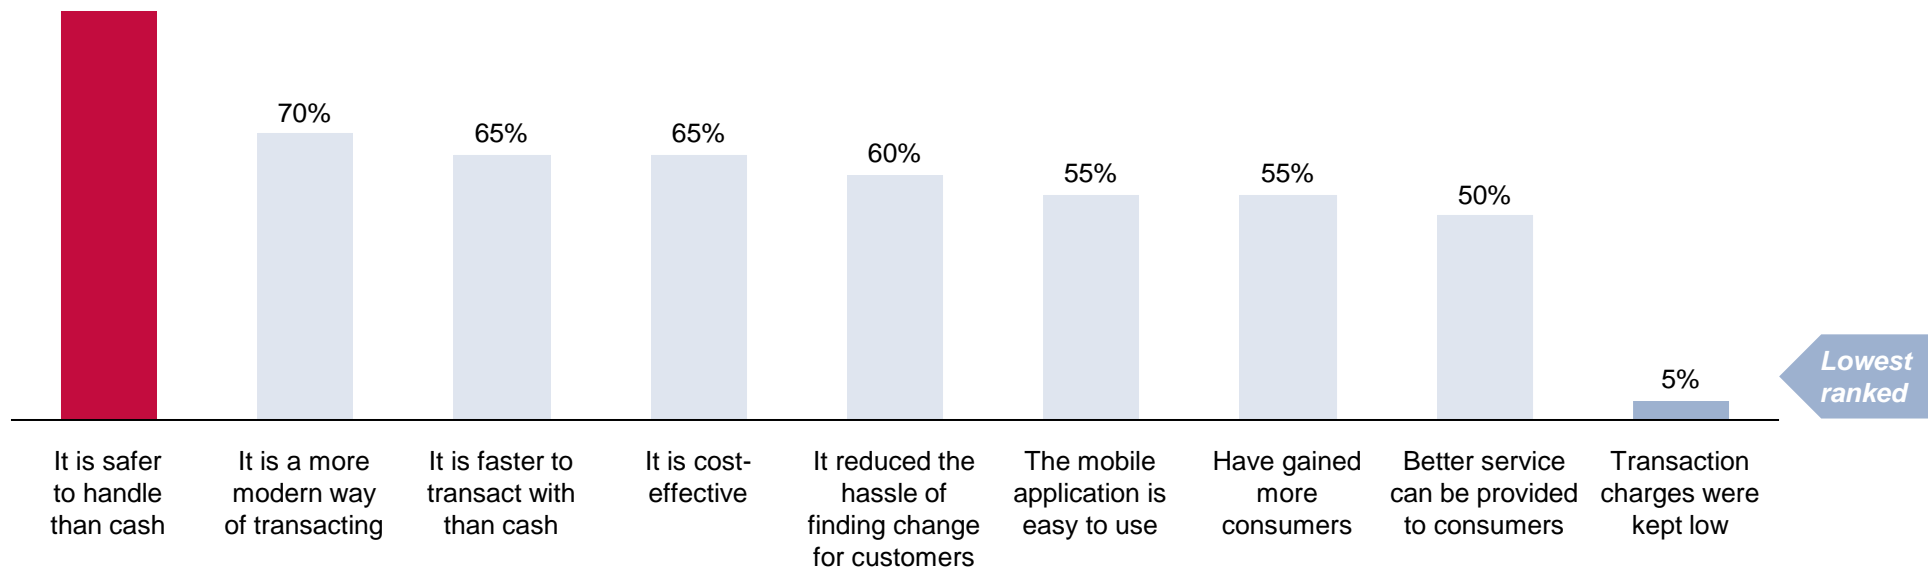 70%
65%
65%
60%
55%
55%
50%
5%
Lowest
ranked
It is safer
to handle
than cash
It is a more
modern way
of transacting
It is faster to
transact with
than cash
It is cost-
effective
It reduced the
hassle of
finding change
for customers
The mobile
application is
easy to use
Have gained
more
consumers
Better service
can be provided
to consumers
Transaction
charges were
kept low